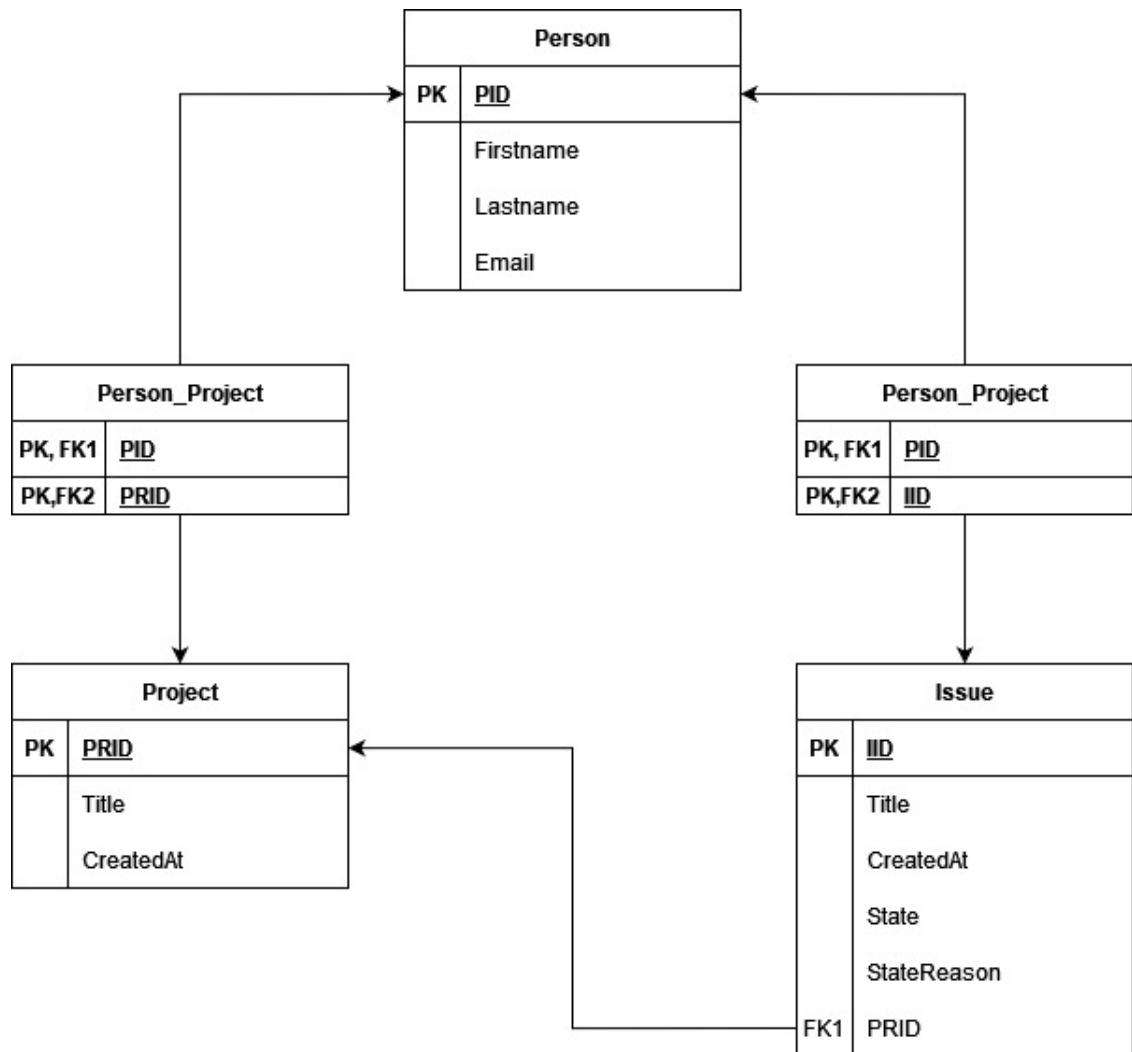 Person
PK PID
Firstname
Lastname
Email
Person_Project
PK, FK1 PID
PK,FK2 PRID
Person_Project
PK, FK1 PID
PK,FK2 IID
Project
PK PRID
Title
CreatedAt
Issue
PK IID
Title
CreatedAt
State
StateReason
FK1 PRID